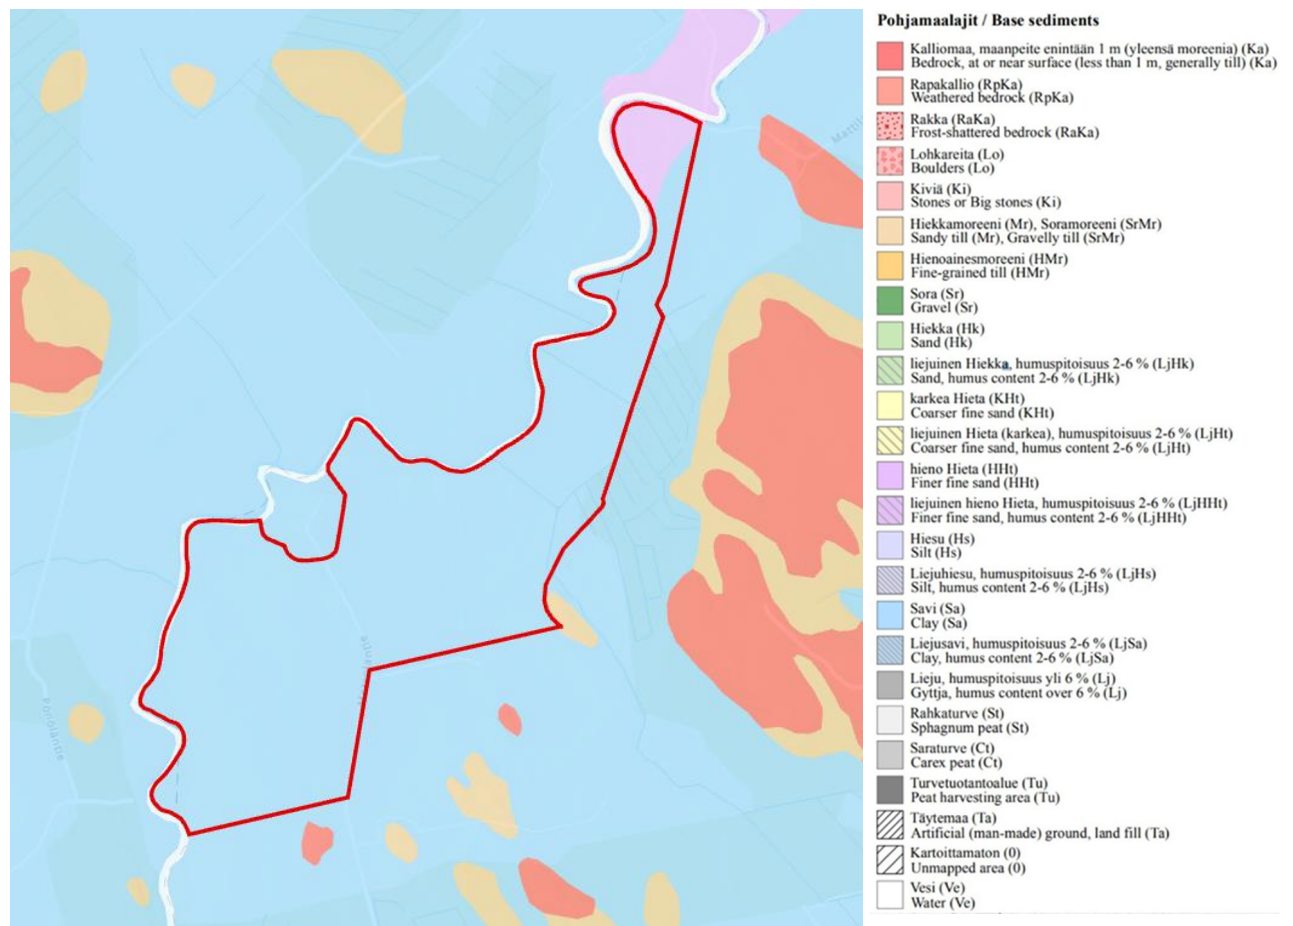 Pohjamaalajit / Base sediments
Kalliomaa, maanpeite enintään 1 m (yleensä moreenia) (Ka)
Bedrock, at or near surface (less than 1 m, generally till) (Ka)
Rapakallio (RpKa)
Weathered bedrock (RpKa)
Rakka (RaKa)
Frost-shattered bedrock (RaKa)
Lohkareita (Lo)
Boulders (Lo)
Kiviä (Ki)
Stones or Big stones (Ki)
Hiekkamoreeni (Mr), Soramoreeni (SrMr)
Sandy till (Mr), Gravelly till (SrMr)
Hienoainesmoreeni (HMr)
Fine-grained till (HMr)
Sora (Sr)
Gravel (Sr)
Hiekka (Hk)
Sand (Hk)
liejuinen Hiekka, humuspitoisuus 2-6 % (LjHk)
Sand, humus content 2-6 % (LjHk)
karkea Hieta (KHt)
Coarser fine sand (KHt)
liejuinen Hieta (karkea), humuspitoisuus 2-6 % (LjHt)
Coarser fine sand, humus content 2-6 % (LjHt)
hieno Hieta (HHt)
Finer fine sand (HHt)
liejuinen hieno Hieta, humuspitoisuus 2-6 % (LjHHt)
Finer fine sand, humus content 2-6 % (LjHHt)
Hiesu (Hs)
Silt (Hs)
Liejuhiesu, humuspitoisuus 2-6 % (LjHs)
Silt, humus content 2-6 % (LjHs)
Savi (Sa)
Clay (Sa)
Liejusavi, humuspitoisuus 2-6 % (LjSa)
Clay, humus content 2-6 % (LjSa)
Lieju, humuspitoisuus yli 6 % (Lj)
Gyttja, humus content over 6 % (Lj)
Rahkaturve (St)
Sphagnum peat (St)
Saraturve (Ct)
Carex peat (Ct)
Turvetuotantoalue (Tu)
Peat harvesting area (Tu)
Täytemaa (Ta)
Artificial (man-made) ground, land fill (Ta)
Kartoittamaton (0)
Unmapped area (0)
Vesi (Ve)
Water (Ve)